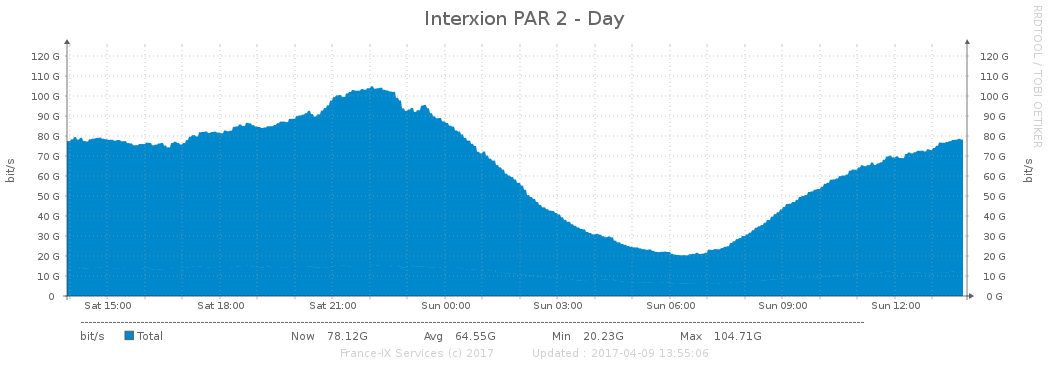 Interxion PAR 2 - Day
RRDTOOL / TOBI OETIKER
bit/s
120 G 120 G
110 G 110 G
100 G 100 G
90 G 90 G
80 G 80 G
70 G 70 G
60 G 60 G
50 G 50 G
40 G 40 G
30 G 30 G
20 G 20 G
10 G 10 G
0 0 G
bit/s
Sat 15:00 Sat 18:00 Sat 21:00 Sun 00:00 Sun 03:00 Sun 06:00 Sun 09:00 Sun 12:00
bit/s Total Now 78.12G Avg 64.55G Min 20.23G Max 104.71G
France-IX Services (c) 2017 Updated : 2017-04-09 13:55:06